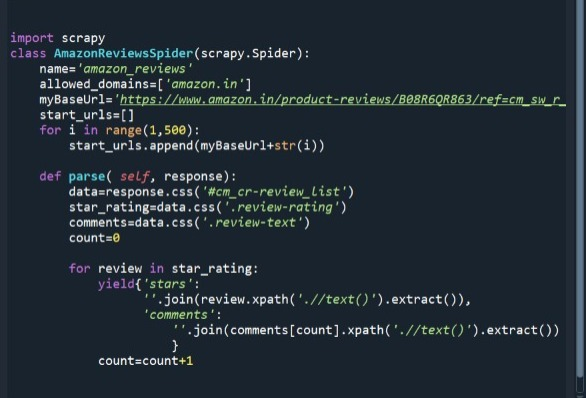 import scrapy
class AmazonReviewsSpider(scrapy.Spider):
    name='amazon_reviews'
    allowed_domains=['amazon.in']
    myBaseUrl='https://www.amazon.in/product-reviews/B08R6QR863/ref=cm_sw_r_
    start_urls=[]
    for i in range(1,500):
        start_urls.append(myBaseUrl+str(i))
    def parse( self, response):
        data=response.css('#cm_cr-review_list')
        star_rating=data.css('.review-rating')
        comments=data.css('.review-text')
        count=0
        for review in star_rating:
            yield{'stars':
                  ''.join(review.xpath('.//text()').extract()),
                  'comments':
                      ''.join(comments[count].xpath('.//text()').extract())
                      }
            count=count+1